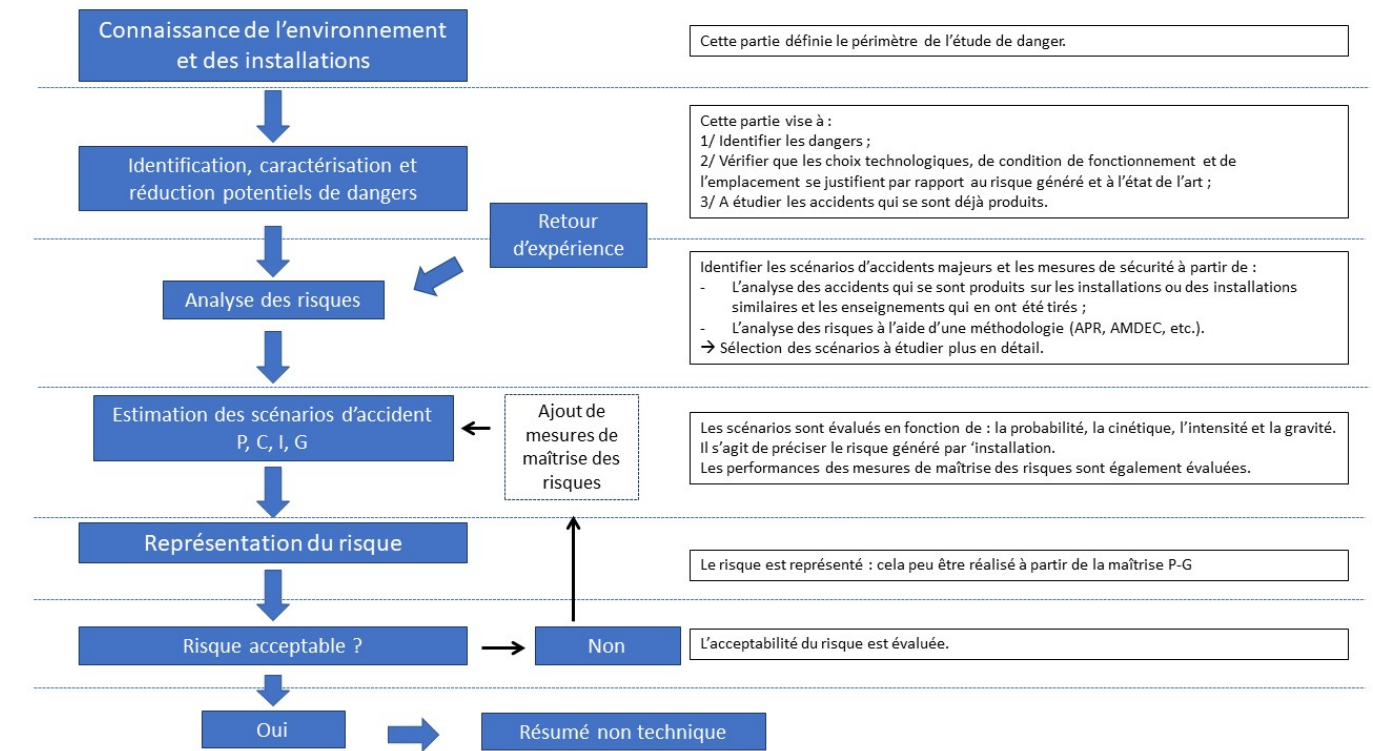 Connaissance de l'environnement
et des installations
Cette partie définie le périmètre de l'étude de danger.
Identification, caractérisation et
réduction potentiels de dangers
Cette partie vise à :
1/ Identifier les dangers ;
2/ Vérifier que les choix technologiques, de condition de fonctionnement et de
l'emplacement se justifient par rapport au risque généré et à l'état de l'art ;
3/ A étudier les accidents qui se sont déjà produits.
Retour
d'expérience
Analyse des risques
Identifier les scénarios d'accidents majeurs et les mesures de sécurité à partir de :
- L'analyse des accidents qui se sont produits sur les installations ou des installations
similaires et les enseignements qui en ont été tirés ;
- L'analyse des risques à l'aide d'une méthodologie (APR, AMDEC, etc.).
→ Sélection des scénarios à étudier plus en détail.
Estimation des scénarios d'accident
P, C, I, G
Ajout de
mesures de
maîtrise des
risques
Les scénarios sont évalués en fonction de : la probabilité, la cinétique, l'intensité et la gravité.
Il s'agit de préciser le risque généré par 'installation.
Les performances des mesures de maîtrise des risques sont également évaluées.
Représentation du risque
Le risque est représenté : cela peu être réalisé à partir de la maîtrise P-G
Risque acceptable ?
Non
L'acceptabilité du risque est évaluée.
Oui
Résumé non technique